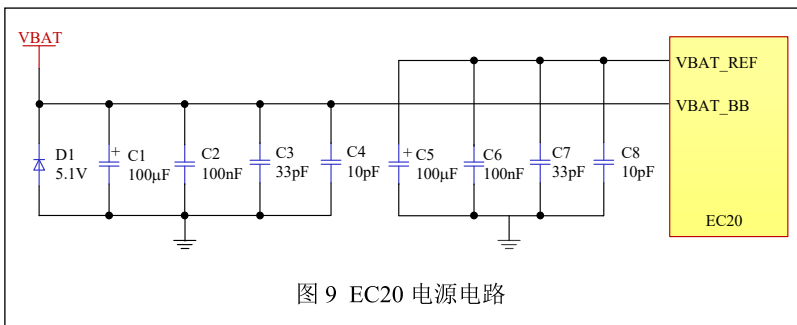 VBAT
VBAT_REF
VBAT_BB
D1
5.1V
C1
100μF
C2
100nF
C3
33pF
C4
10pF
C5
100μF
C6
100nF
C7
33pF
C8
10pF
+
+
EC20
图 9 EC20 电源电路